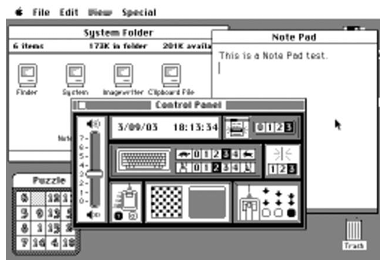 File Edit View Special
System Folder
6 items 173K in folder 201K availa
Finder System Imagewriter Clipboard File
Note Pad
This is a Note Pad test.
Control Panel
3/09/03 18:13:34
0 1 2 3
7
6
5
4
3
2
1
0
0 1 2 3 4
0 1 2 3 4
1 2 3
Puzzle
Trash